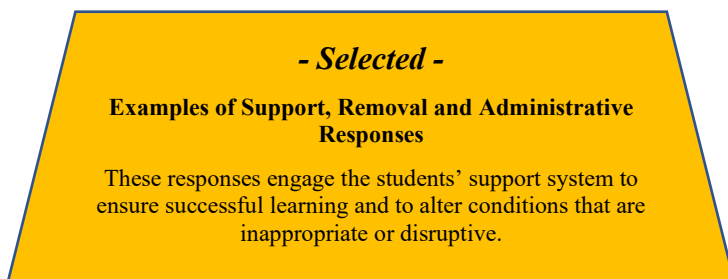 - Selected -
Examples of Support, Removal and Administrative
Responses
These responses engage the students’ support system to
ensure successful learning and to alter conditions that are
inappropriate or disruptive.